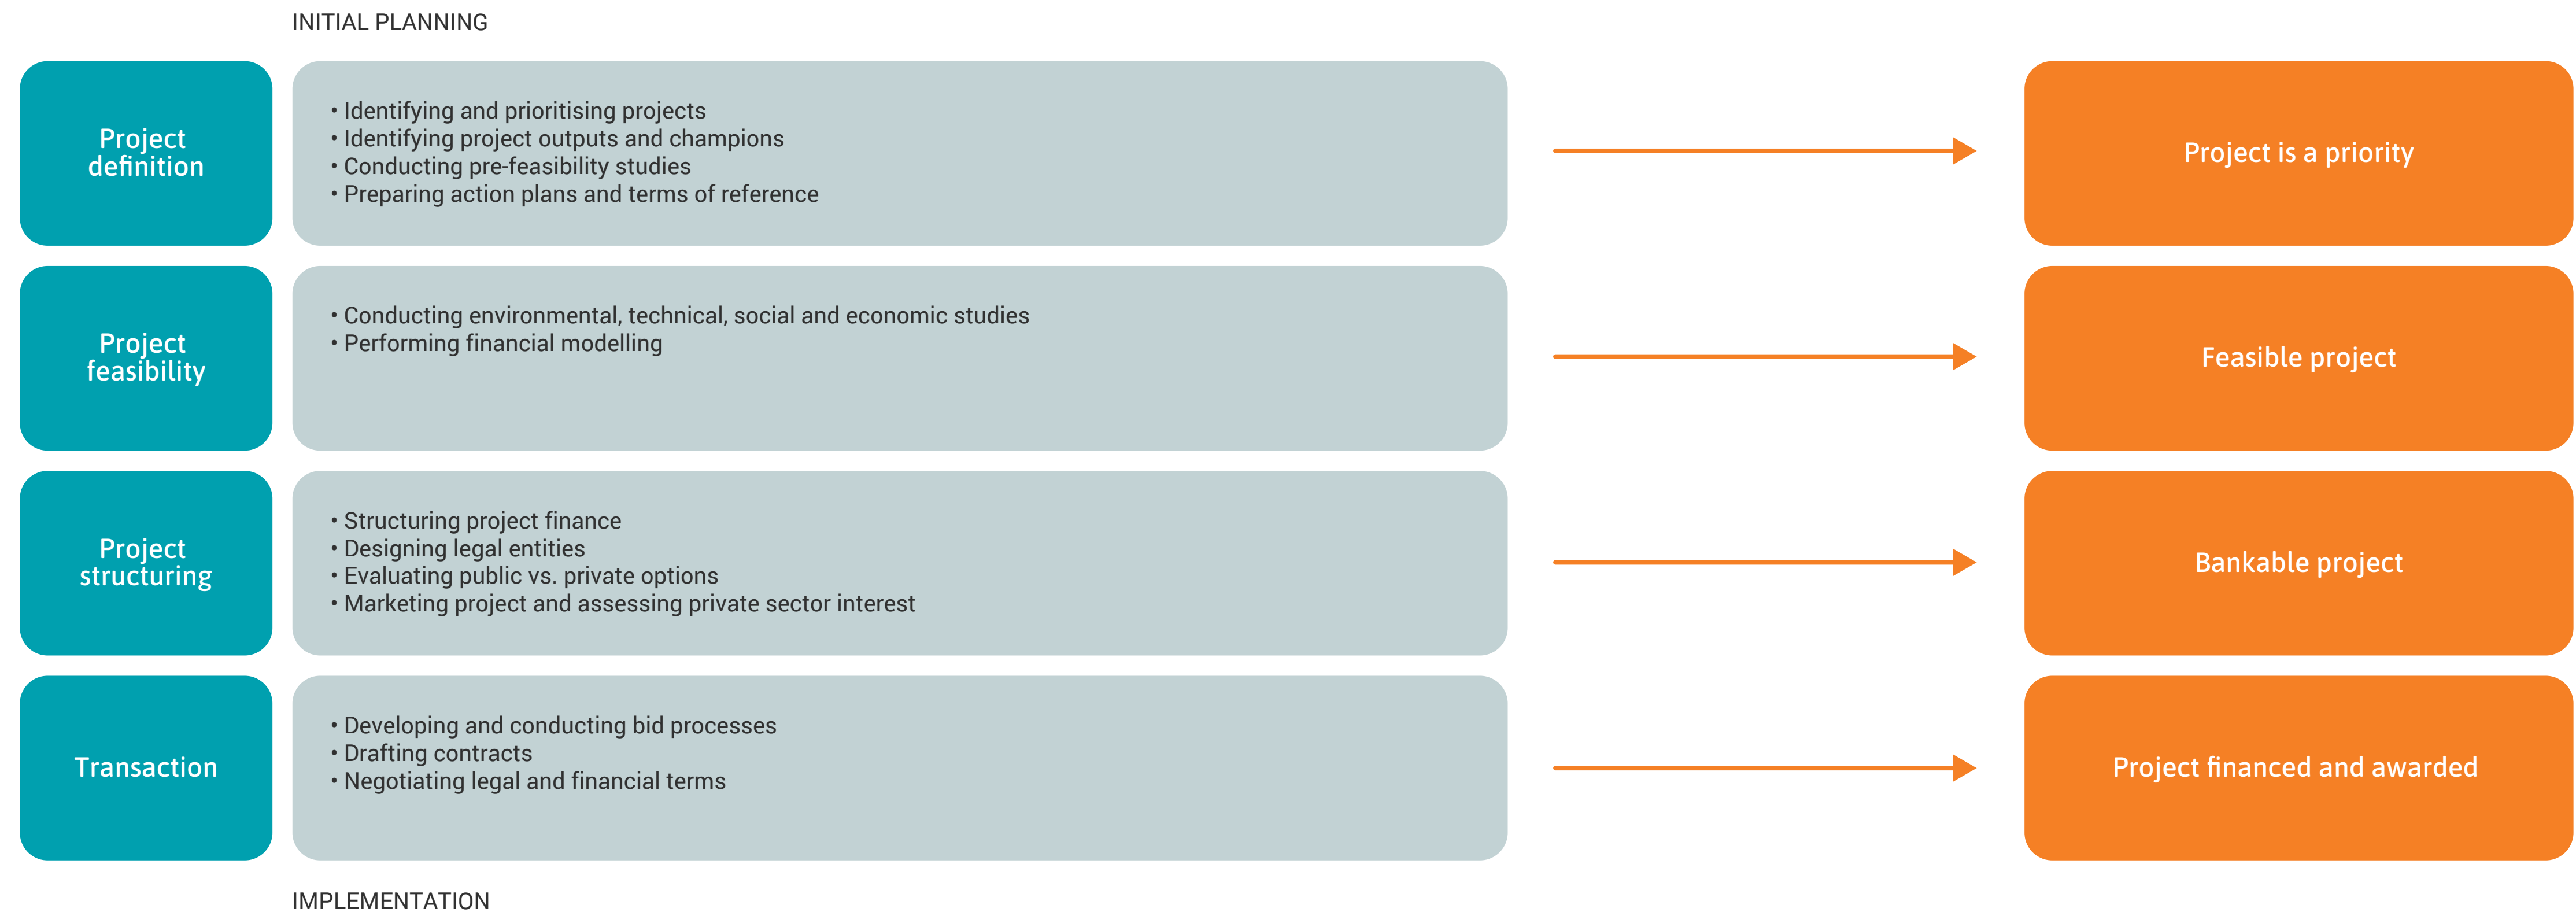 INITIAL PLANNING
Project
definition
• Identifying and prioritising projects
• Identifying project outputs and champions
• Conducting pre-feasibility studies
• Preparing action plans and terms of reference
Project is a priority
Project
feasibility
• Conducting environmental, technical, social and economic studies
• Performing financial modelling
Feasible project
Project
structuring
• Structuring project finance
• Designing legal entities
• Evaluating public vs. private options
• Marketing project and assessing private sector interest
Bankable project
Transaction
• Developing and conducting bid processes
• Drafting contracts
• Negotiating legal and financial terms
Project financed and awarded
IMPLEMENTATION